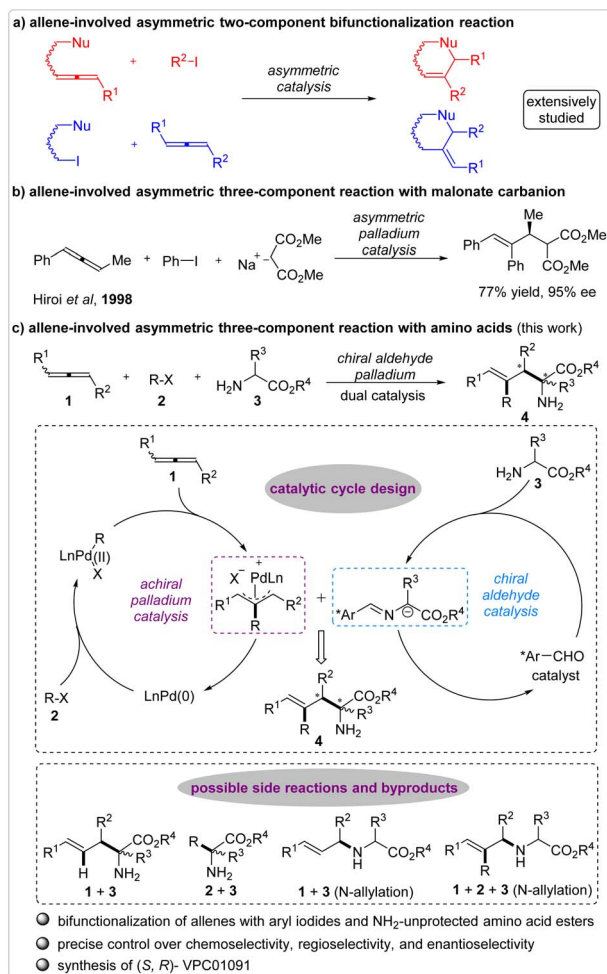 a) allene-involved asymmetric two-component bifunctionalization reaction
Nu
R¹
+
R²-I
asymmetric
catalysis
Nu
R¹
R²
Nu
I
+
R¹
R²
Nu
R²
R¹
extensively
studied
b) allene-involved asymmetric three-component reaction with malonate carbanion
Ph
Me
+
Ph–I
+
Na⁺
CO₂Me
−
CO₂Me
asymmetric
palladium
catalysis
Me
Ph
CO₂Me
Ph
CO₂Me
Hiroi et al, 1998
77% yield, 95% ee
c) allene-involved asymmetric three-component reaction with amino acids (this work)
R¹
R²
1
+
R-X
2
+
R³
H₂N
CO₂R⁴
3
chiral aldehyde
palladium
dual catalysis
R²
CO₂R⁴
R¹
*
*
R³
R
NH₂
4
R¹
R²
1
catalytic cycle design
R³
H₂N
CO₂R⁴
3
R
LnPd(II)
X
achiral
palladium
catalysis
+
X⁻
PdLn
R¹
R²
R
+
R³
*Ar
N
−
CO₂R⁴
chiral
aldehyde
catalysis
*Ar–CHO
catalyst
R-X
2
LnPd(0)
R²
CO₂R⁴
R¹
*
*
R³
R
NH₂
4
possible side reactions and byproducts
R²
CO₂R⁴
R¹
R³
H
NH₂
1 + 3
R
CO₂R⁴
R³
NH₂
2 + 3
R²
R³
R¹
N
H
CO₂R⁴
1 + 3 (N-allylation)
R²
R³
R¹
N
H
CO₂R⁴
R
1 + 2 + 3 (N-allylation)
bifunctionalization of allenes with aryl iodides and NH₂-unprotected amino acid esters
precise control over chemoselectivity, regioselectivity, and enantioselectivity
synthesis of (S, R)- VPC01091